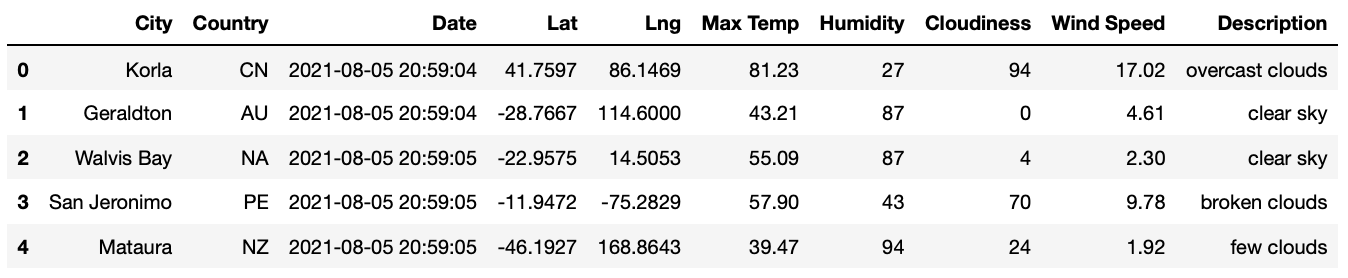 City Country Date Lat Lng Max Temp Humidity Cloudiness Wind Speed Description
0 Korla CN 2021-08-05 20:59:04 41.7597 86.1469 81.23 27 94 17.02 overcast clouds
1 Geraldton AU 2021-08-05 20:59:04 -28.7667 114.6000 43.21 87 0 4.61 clear sky
2 Walvis Bay NA 2021-08-05 20:59:05 -22.9575 14.5053 55.09 87 4 2.30 clear sky
3 San Jeronimo PE 2021-08-05 20:59:05 -11.9472 -75.2829 57.90 43 70 9.78 broken clouds
4 Mataura NZ 2021-08-05 20:59:05 -46.1927 168.8643 39.47 94 24 1.92 few clouds